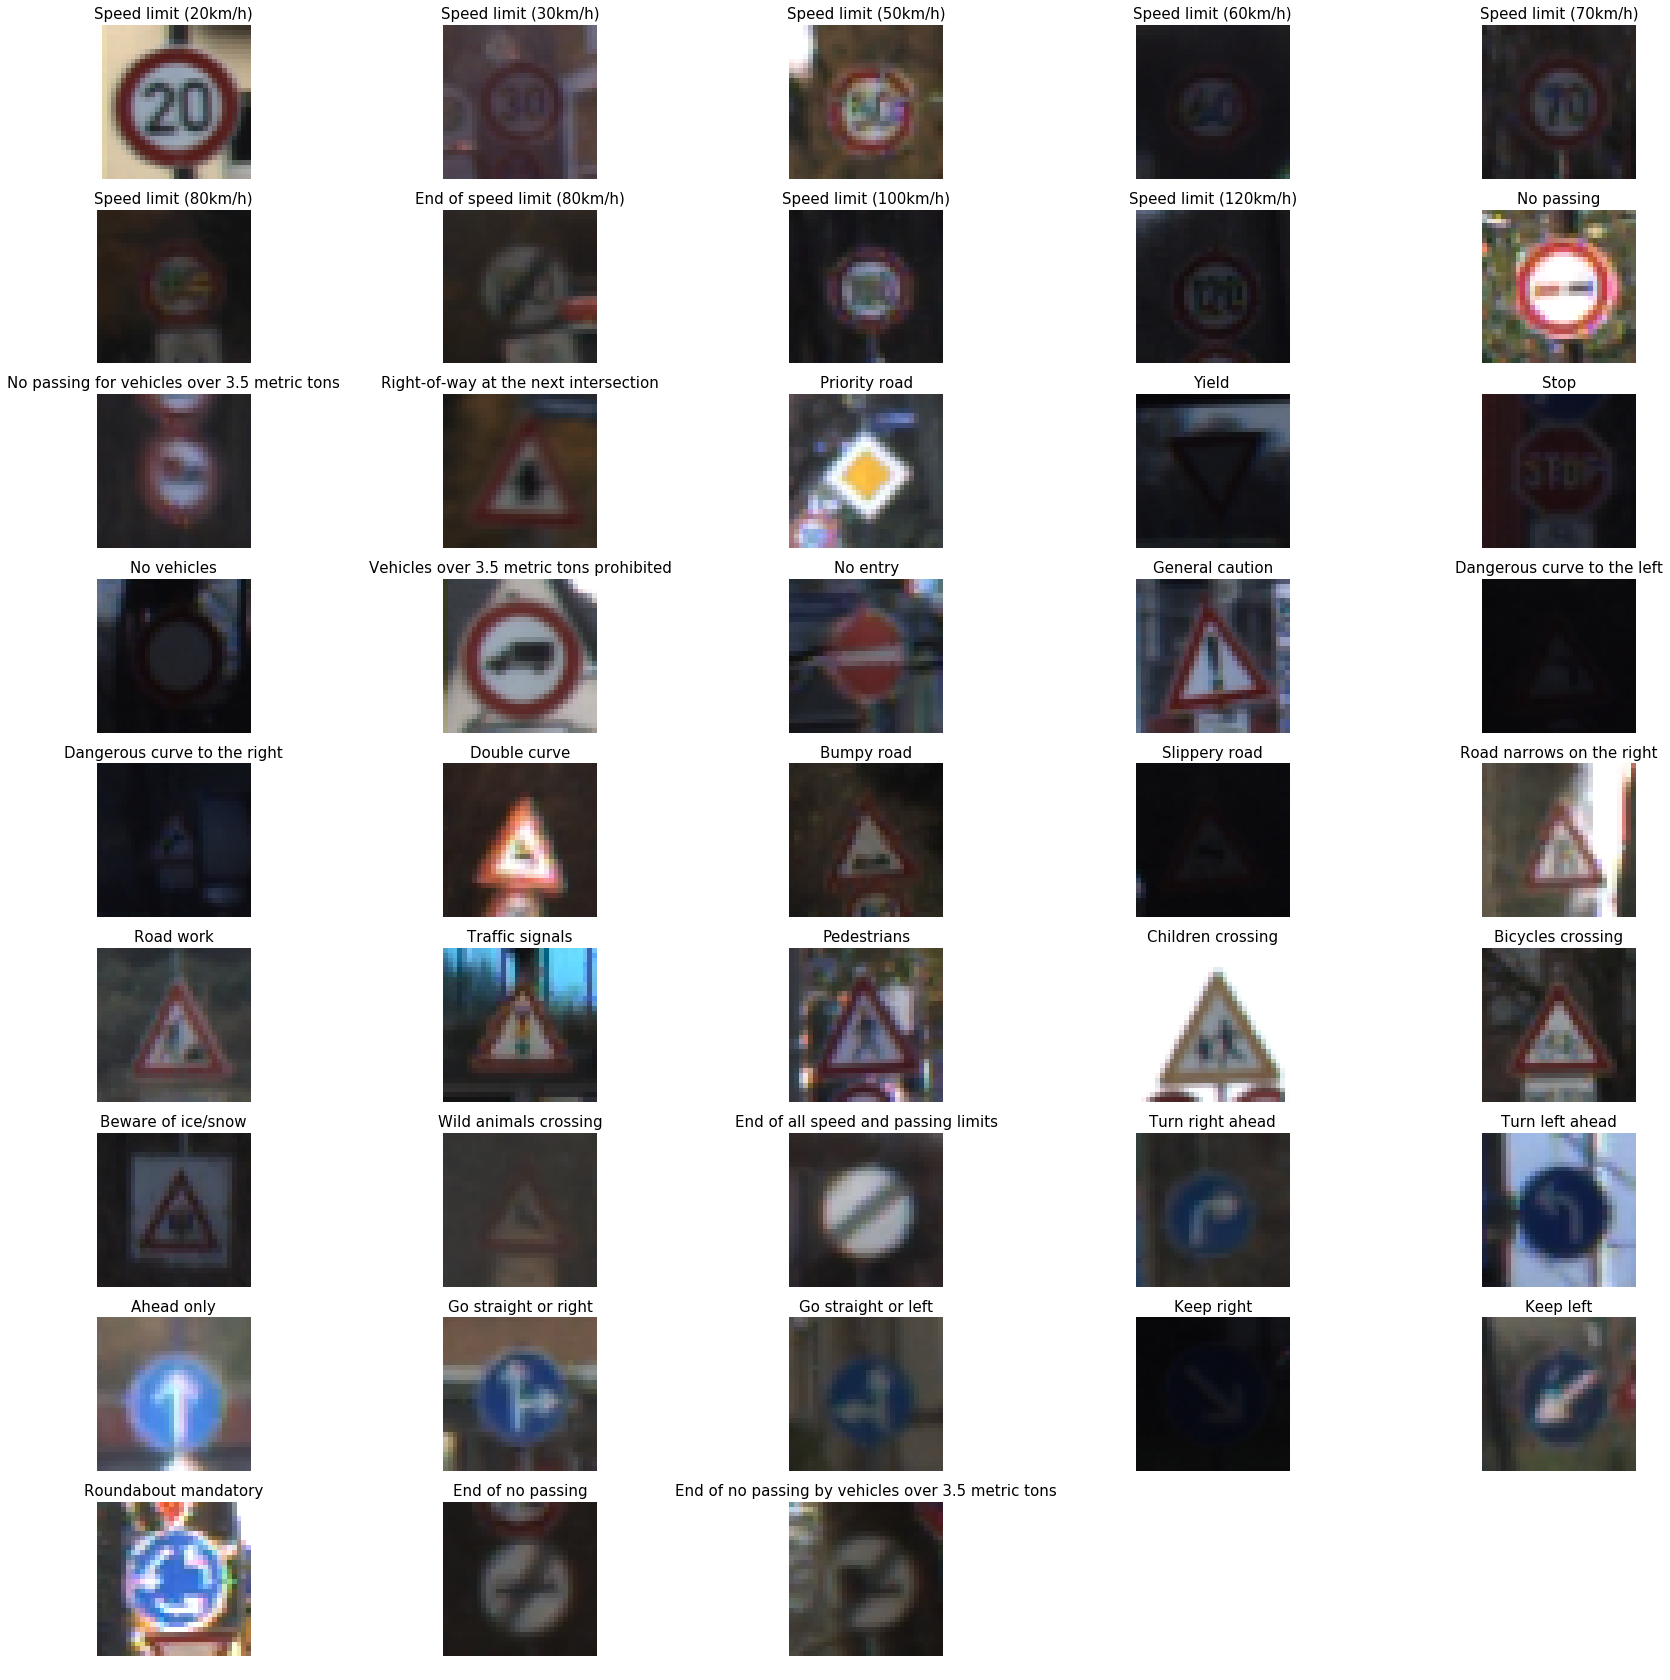 Speed limit (20km/h)
Speed limit (30km/h)
Speed limit (50km/h)
Speed limit (60km/h)
Speed limit (70km/h)
20
30
50
60
70
Speed limit (80km/h)
End of speed limit (80km/h)
Speed limit (100km/h)
Speed limit (120km/h)
No passing
No passing for vehicles over 3.5 metric tons
Right-of-way at the next intersection
Priority road
Yield
Stop
STOP
No vehicles
Vehicles over 3.5 metric tons prohibited
No entry
General caution
Dangerous curve to the left
Dangerous curve to the right
Double curve
Bumpy road
Slippery road
Road narrows on the right
Road work
Traffic signals
Pedestrians
Children crossing
Bicycles crossing
Beware of ice/snow
Wild animals crossing
End of all speed and passing limits
Turn right ahead
Turn left ahead
Ahead only
Go straight or right
Go straight or left
Keep right
Keep left
Roundabout mandatory
End of no passing
End of no passing by vehicles over 3.5 metric tons